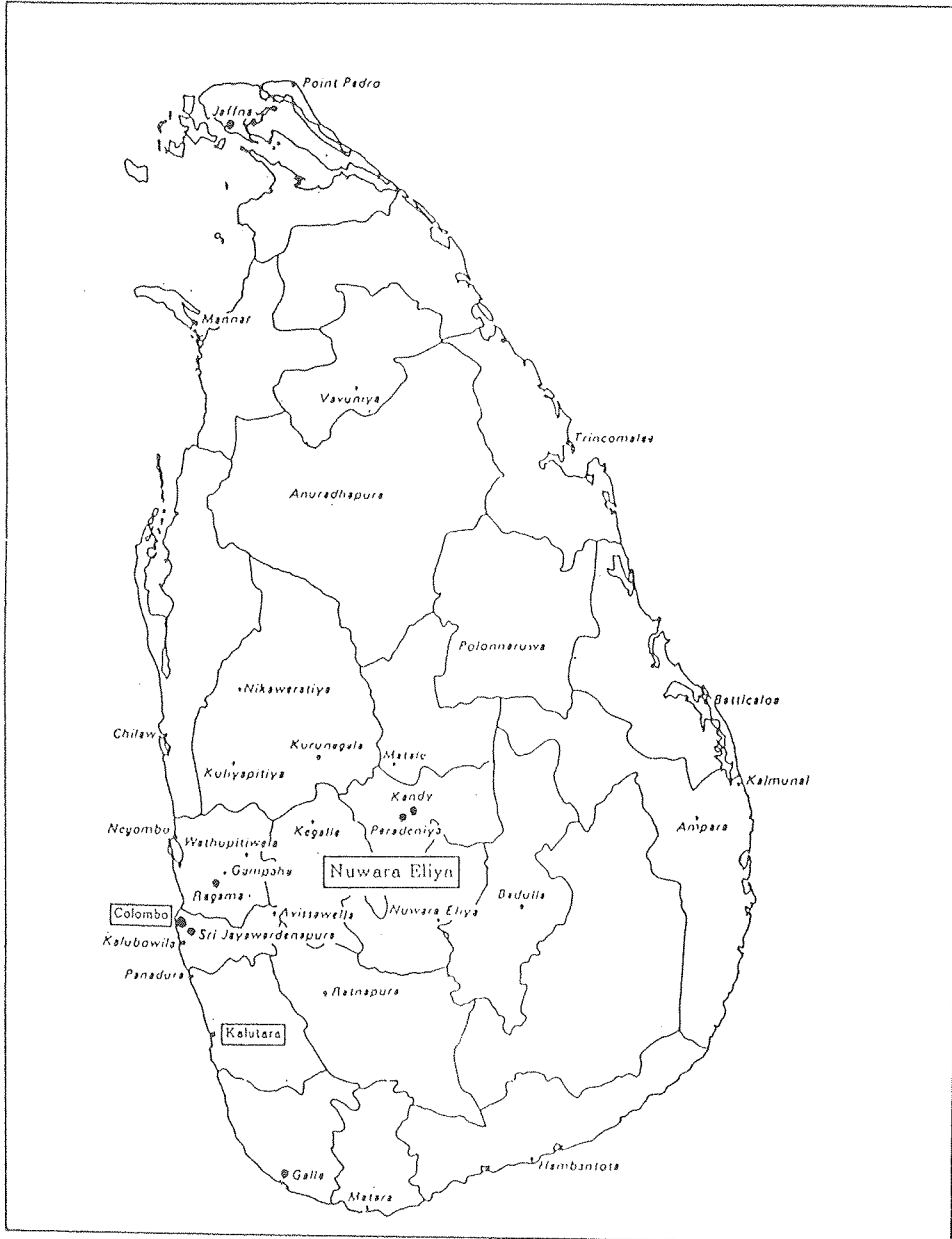 Point Pedro
Jaffna
Mannar
Vavuniya
Trincomalee
Anuradhapura
Polonnaruwa
Nikaweratiya
Batticaloa
Chilaw
Kurunegala
Matale
Kuliyapitiya
Kalmunai
Kandy
Ampara
Negombo
Kegalle
Peradeniya
Wathupitiwela
Gampaha
Nuwara Eliya
Badulla
Ragama
Colombo
Avissawella
Nuwara Eliya
Sri Jayawardenapura
Kalubowila
Panadura
Ratnapura
Kalutara
Galle
Hambantota
Matara